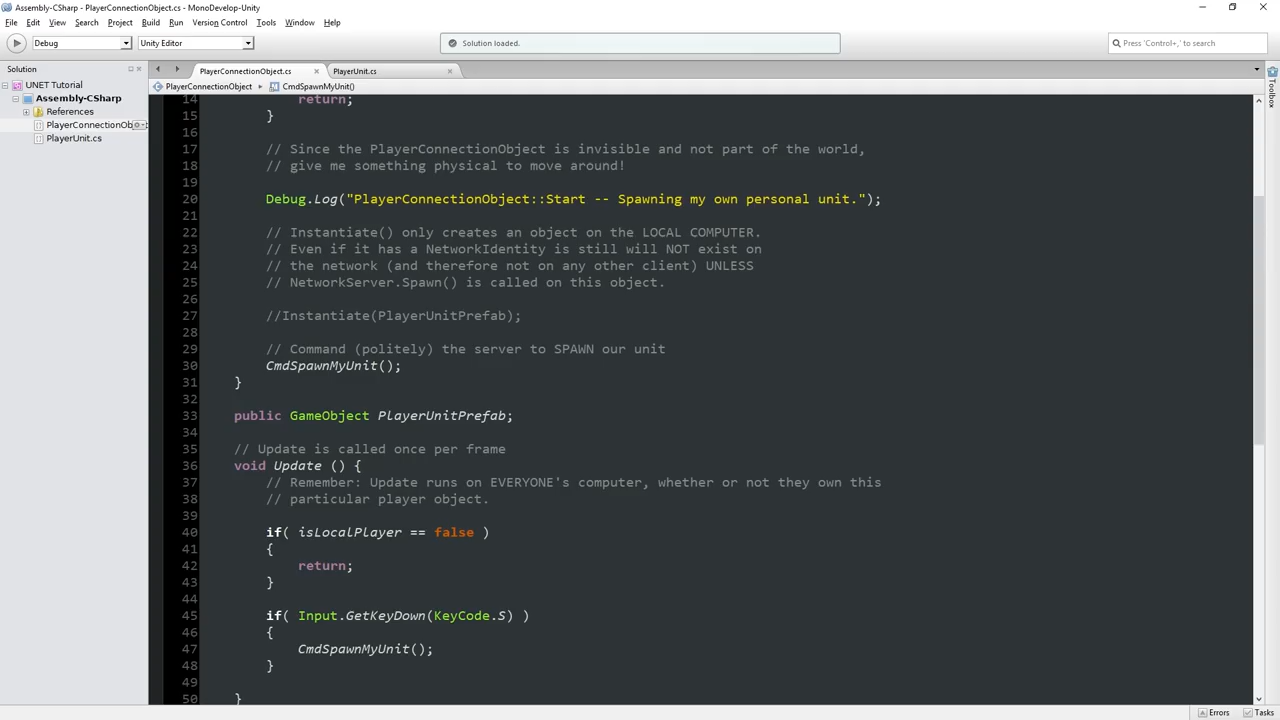 Assembly-CSharp - PlayerConnectionObject.cs - MonoDevelop-Unity
File Edit View Search Project Build Run Version Control Tools Window Help
Debug Unity Editor Solution loaded. Press 'Control+,' to search
Solution
PlayerConnectionObject.cs PlayerUnit.cs
PlayerConnectionObject CmdSpawnMyUnit()
UNET Tutorial
Assembly-CSharp
References
PlayerConnectionOb
PlayerUnit.cs
Toolbox
14 return;
15 }
16
17 // Since the PlayerConnectionObject is invisible and not part of the world,
18 // give me something physical to move around!
19
20 Debug.Log("PlayerConnectionObject::Start -- Spawning my own personal unit.");
21
22 // Instantiate() only creates an object on the LOCAL COMPUTER.
23 // Even if it has a NetworkIdentity is still will NOT exist on
24 // the network (and therefore not on any other client) UNLESS
25 // NetworkServer.Spawn() is called on this object.
26
27 //Instantiate(PlayerUnitPrefab);
28
29 // Command (politely) the server to SPAWN our unit
30 CmdSpawnMyUnit();
31 }
32
33 public GameObject PlayerUnitPrefab;
34
35 // Update is called once per frame
36 void Update () {
37 // Remember: Update runs on EVERYONE's computer, whether or not they own this
38 // particular player object.
39
40 if( isLocalPlayer == false )
41 {
42 return;
43 }
44
45 if( Input.GetKeyDown(KeyCode.S) )
46 {
47 CmdSpawnMyUnit();
48 }
49
50 }
Errors Tasks